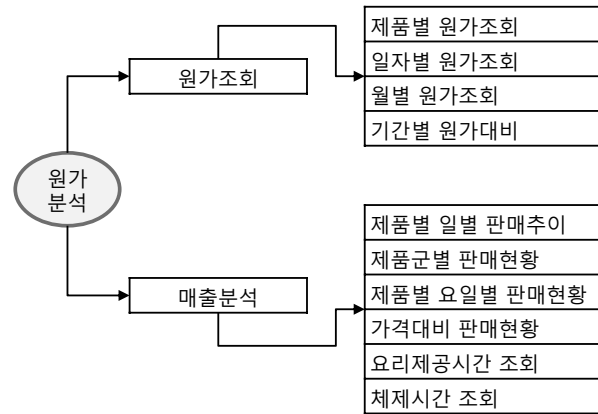 원가
분석
원가조회
제품별 원가조회
일자별 원가조회
월별 원가조회
기간별 원가대비
매출분석
제품별 일별 판매추이
제품군별 판매현황
제품별 요일별 판매현황
가격대비 판매현황
요리제공시간 조회
체제시간 조회